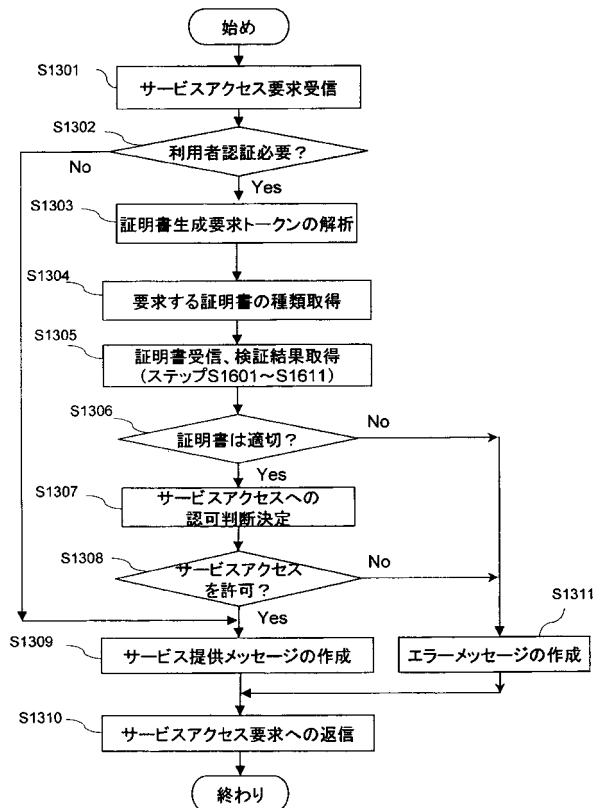 始め
S1301
サービスアクセス要求受信
S1302
利用者認証必要?
No
Yes
S1303
証明書生成要求トークンの解析
S1304
要求する証明書の種類取得
S1305
証明書受信、検証結果取得
(ステップS1601~S1611)
S1306
証明書は適切?
No
Yes
S1307
サービスアクセスへの
認可判断決定
S1308
サービスアクセス
を許可?
No
Yes
S1309
サービス提供メッセージの作成
S1311
エラーメッセージの作成
S1310
サービスアクセス要求への返信
終わり